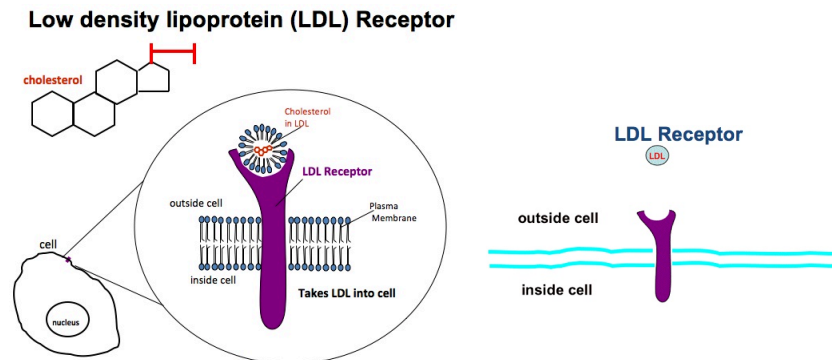 Low density lipoprotein (LDL) Receptor
cholesterol
Cholesterol
in LDL
LDL Receptor
outside cell
Plasma
Membrane
cell
inside cell
Takes LDL into cell
nucleus
LDL Receptor
LDL
outside cell
inside cell